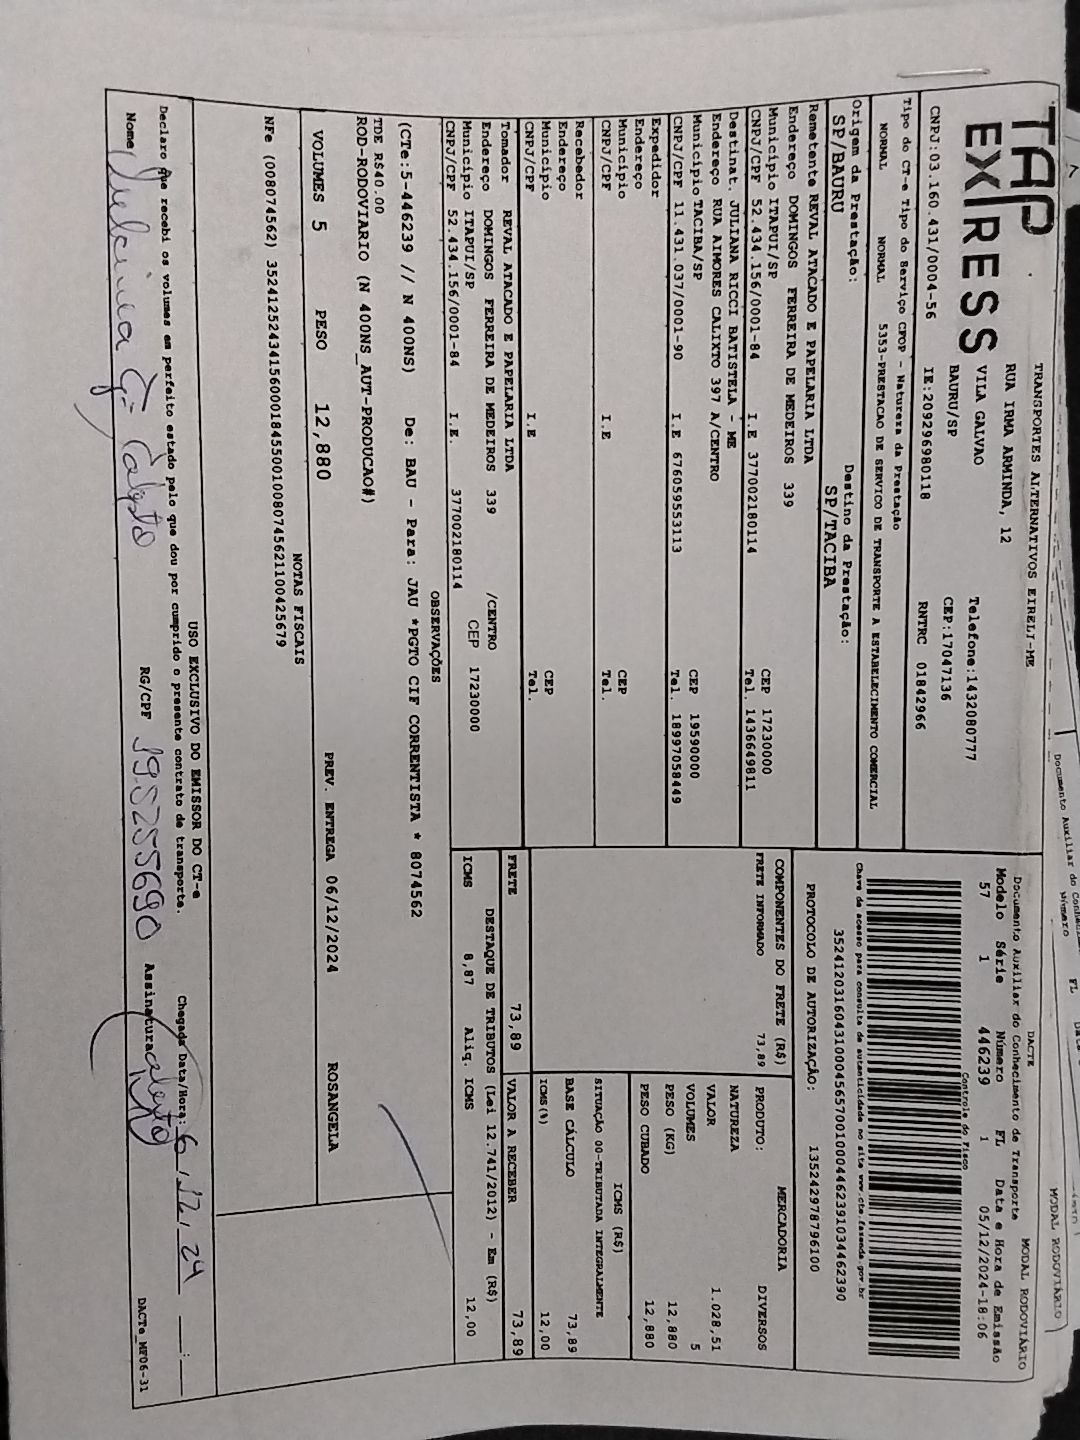 TAP EXPRESS
TRANSPORTES ALTERNATIVOS EIRELI-ME
RUA IRMA ARMINDA, 12
VILA GALVAO Telefone:1432080777
BAURU/SP CEP:17047136
CNPJ:03.160.431/0004-56 IE:209296980118 RNTRC 01842966
DACTE
Documento Auxiliar do Conhecimento de Transporte MODAL RODOVIÁRIO
Modelo Série Número FL Data e Hora de Emissão
57 1 446239 1 05/12/2024-18:06
Controle do Fisco
Chave de acesso para consulta de autenticidade no site www.cte.fazenda.gov.br
PROTOCOLO DE AUTORIZAÇÃO: 135242978796100
Tipo do CT-e Tipo do Serviço CFOP - Natureza da Prestação
NORMAL NORMAL 5353-PRESTACAO DE SERVICO DE TRANSPORTE A ESTABELECIMENTO COMERCIAL
Origem da Prestação: Destino da Prestação:
SP/BAURU SP/TACIBA
Remetente REVAL ATACADO E PAPELARIA LTDA
Endereço DOMINGOS FERREIRA DE MEDEIROS 339
Município ITAPUI/SP CEP 17230000
CNPJ/CPF 52.434.156/0001-84 I.E 377002180114 Tel. 1436649811
Destinat. JULIANA RICCI BATISTELA - ME
Endereço RUA AIMORES CALIXTO 397 A/CENTRO
Município TACIBA/SP CEP 19590000
CNPJ/CPF 11.431.037/0001-90 I.E 676059553113 Tel. 18997058449
Expedidor
Endereço
Município CEP
CNPJ/CPF I.E Tel.
Recebedor
Endereço
Município CEP
CNPJ/CPF I.E Tel.
Tomador REVAL ATACADO E PAPELARIA LTDA
Endereço DOMINGOS FERREIRA DE MEDEIROS 339 /CENTRO
Município ITAPUI/SP CEP 17230000
CNPJ/CPF 52.434.156/0001-84 I.E. 377002180114
COMPONENTES DO FRETE (R$)
FRETE INFORMADO 73,89
FRETE 73,89
MERCADORIA
PRODUTO: DIVERSOS
NATUREZA
VALOR 1.028,51
VOLUMES 5
PESO (KG) 12,880
PESO CUBADO 12,880
ICMS (R$)
SITUAÇÃO 00-TRIBUTADA INTEGRALMENTE
BASE CÁLCULO 73,89
ICMS(%) 12,00
VALOR A RECEBER 73,89
DESTAQUE DE TRIBUTOS (Lei 12.741/2012) - Em (R$)
ICMS 8,87 Aliq. ICMS 12,00
OBSERVAÇÕES
(CTe:5-446239 // N 400NS) De: BAU - Para: JAU *PGTO CIF CORRENTISTA * 8074562
TDE R$40.00
ROD-RODOVIARIO (N 400NS_AUT-PRODUCAO#)
VOLUMES 5 PESO 12,880 PREV. ENTREGA 06/12/2024 ROSANGELA
NOTAS FISCAIS
USO EXCLUSIVO DO EMISSOR DO CT-e
Declaro que recebi os volumes em perfeito estado pelo que dou por cumprido o presente contrato de transporte. Chegada Data/Hora: 6/12/24 __:__
Nome RG/CPF Assinatura
DACTe_MF06-31